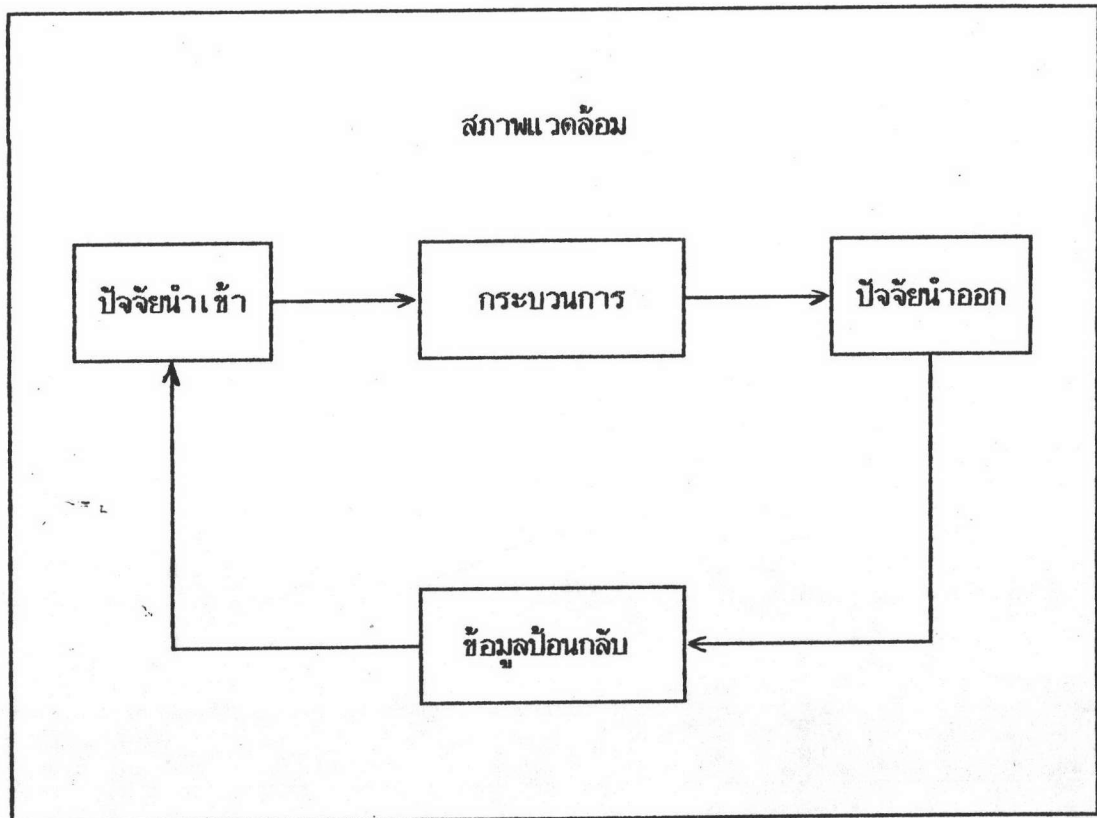 สภาพแวดล้อม
ปัจจัยนำเข้า
กระบวนการ
ปัจจัยนำออก
ข้อมูลป้อนกลับ